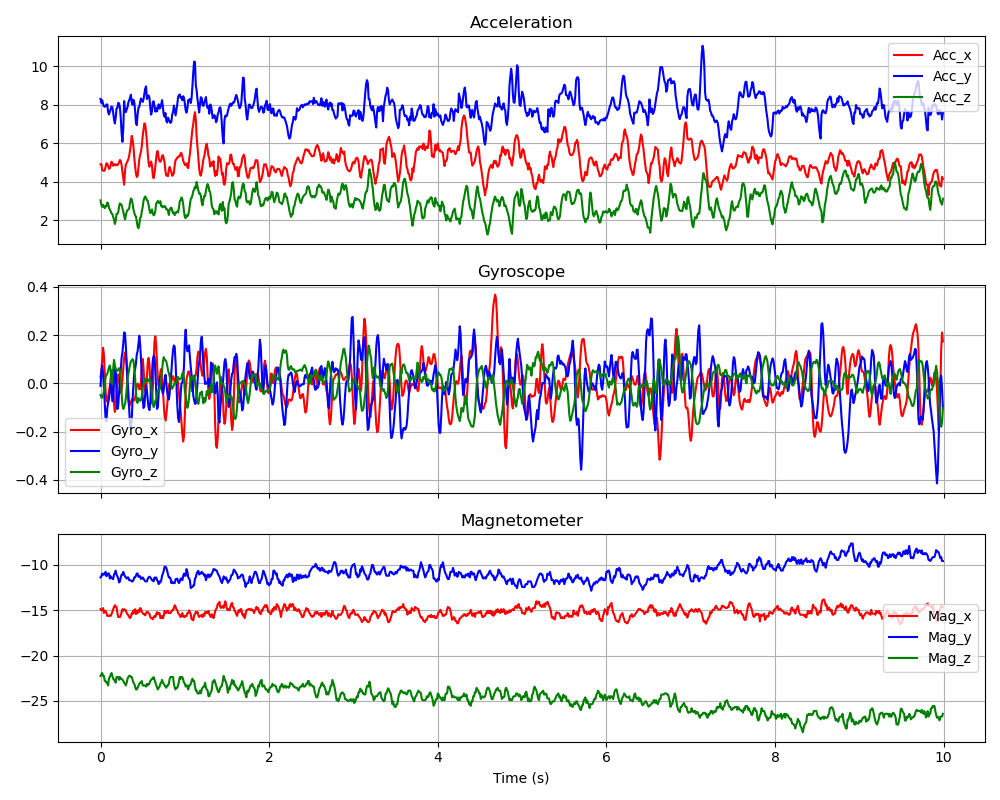 Acceleration
10
8
6
4
2
Acc_x
Acc_y
Acc_z
Gyroscope
0.4
0.2
0.0
−0.2
−0.4
Gyro_x
Gyro_y
Gyro_z
Magnetometer
−10
−15
−20
−25
Mag_x
Mag_y
Mag_z
0 2 4 6 8 10
Time (s)